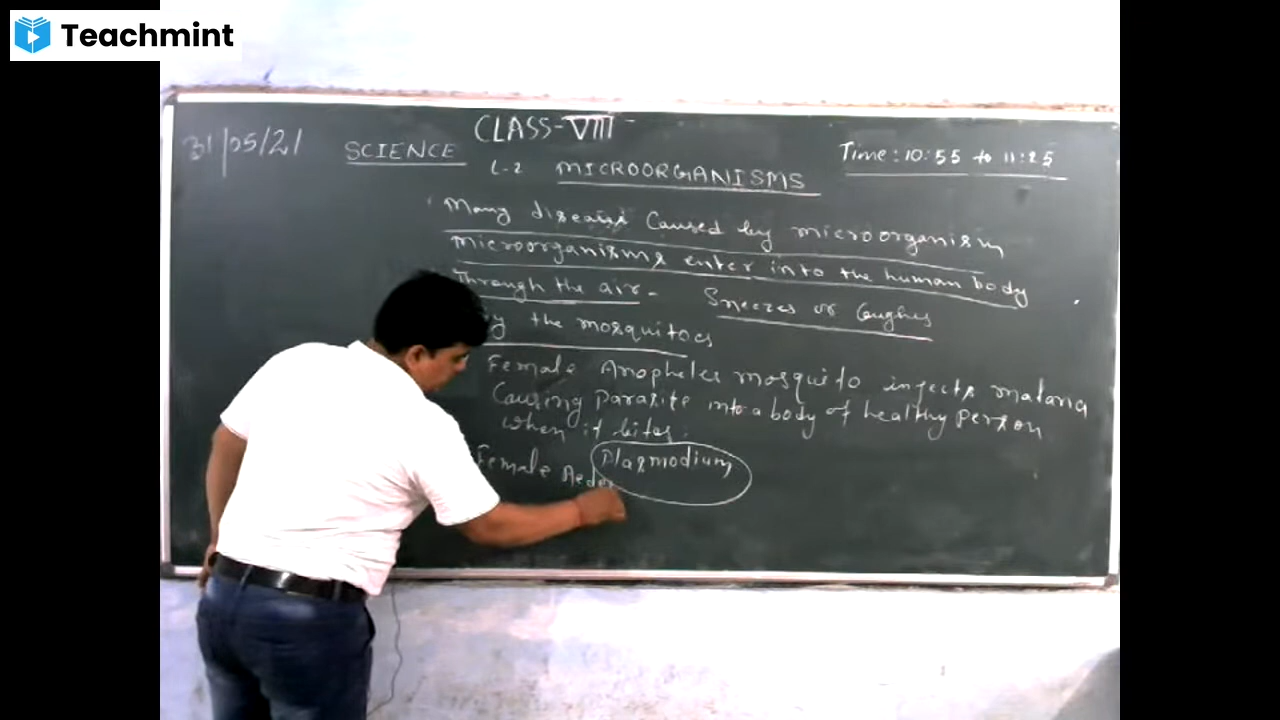 Teachmint
CLASS-VIII
31/05/21 SCIENCE Time: 10:55 to 11:25
L-2 MICROORGANISMS
Many diseases Caused by microorganism
microorganisms enter into the human body
Through the air- Sneezes or Coughs
the mosquitoes
Female Anopheles mosquito injects malaria
Causing parasite into a body of healthy person
when it bites.
Plasmodium
Female Aedes